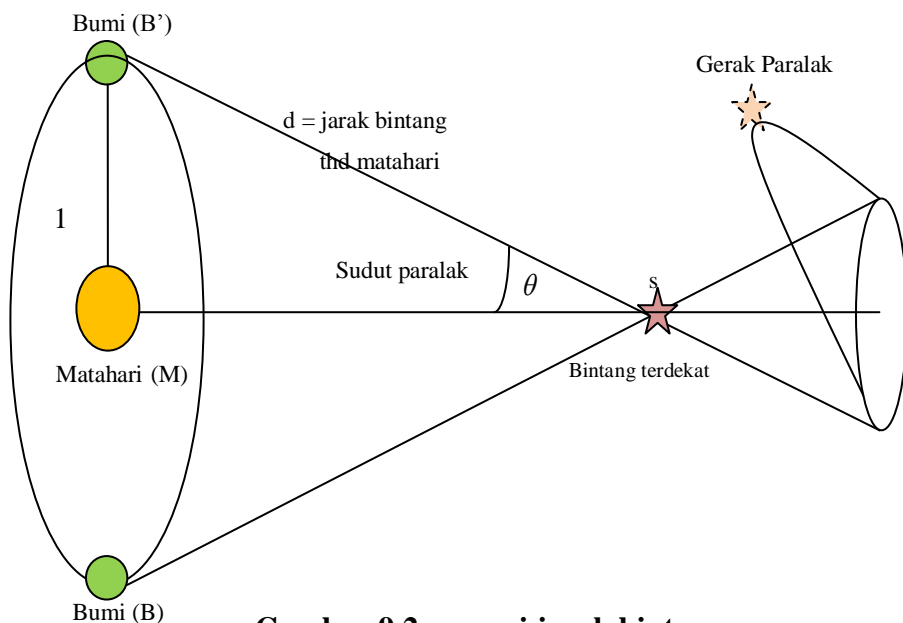 Bumi (B’)
Gerak Paralak
d = jarak bintang
thd matahari
1
Sudut paralak
θ
s
Matahari (M)
Bintang terdekat
Bumi (B)